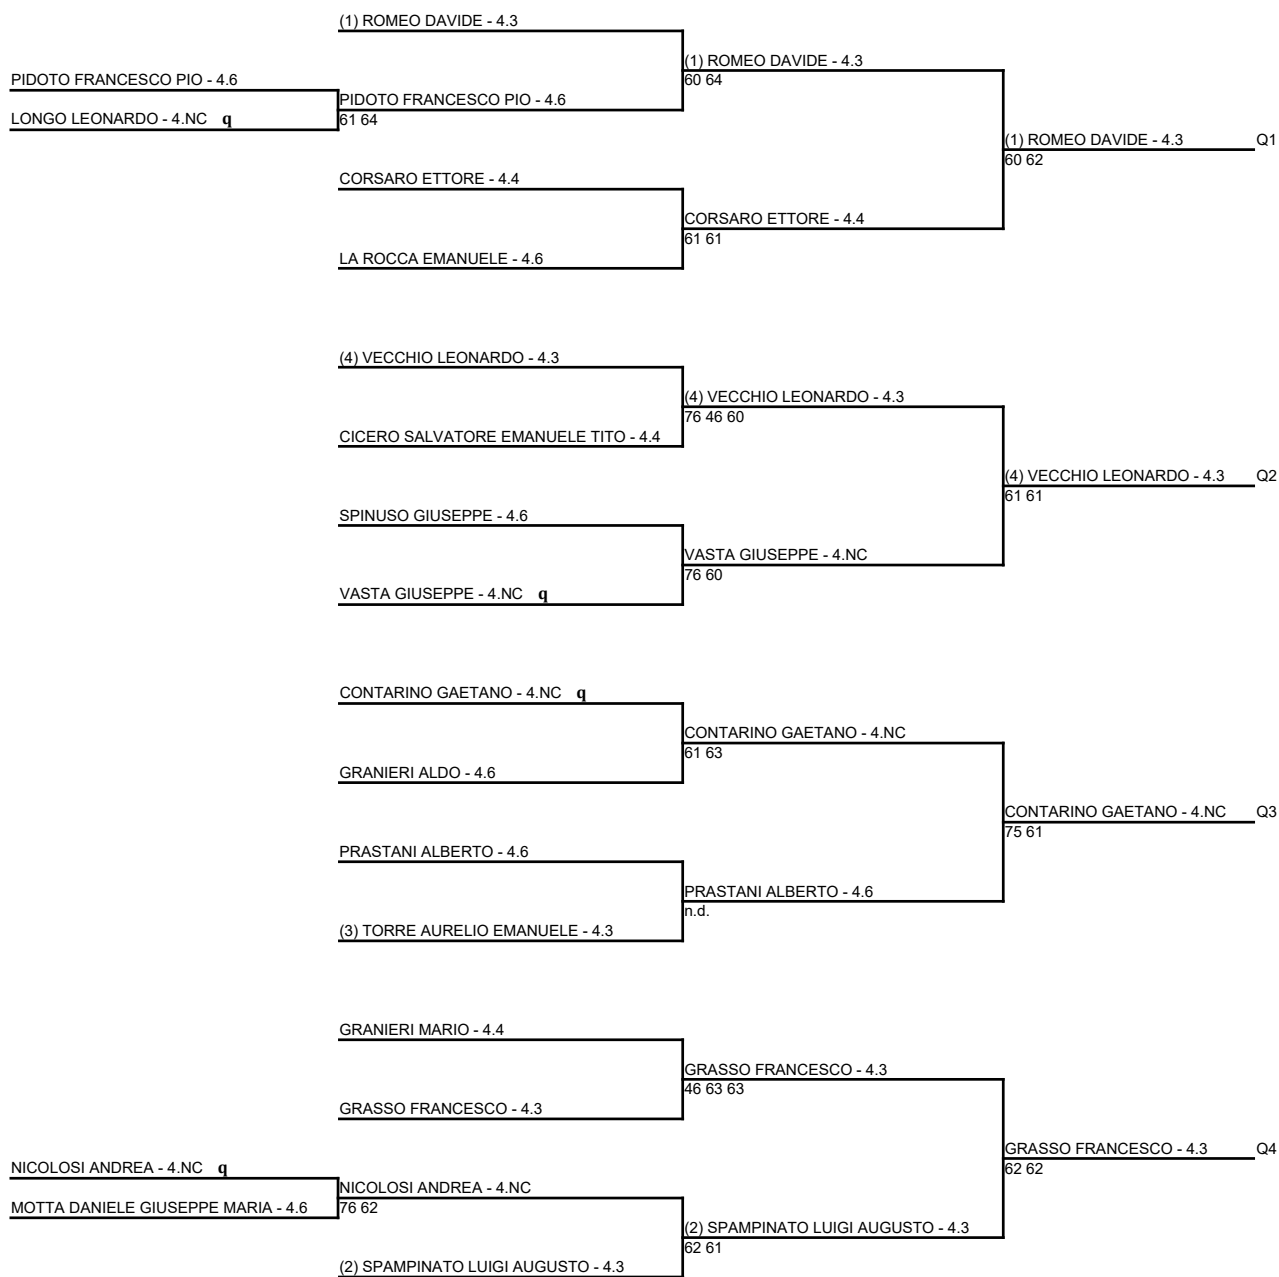 (1) ROMEO DAVIDE - 4.3
(1) ROMEO DAVIDE - 4.3
60 64
PIDOTO FRANCESCO PIO - 4.6
PIDOTO FRANCESCO PIO - 4.6
61 64
LONGO LEONARDO - 4.NC q
(1) ROMEO DAVIDE - 4.3 Q1
60 62
CORSARO ETTORE - 4.4
CORSARO ETTORE - 4.4
61 61
LA ROCCA EMANUELE - 4.6
(4) VECCHIO LEONARDO - 4.3
(4) VECCHIO LEONARDO - 4.3
76 46 60
CICERO SALVATORE EMANUELE TITO - 4.4
(4) VECCHIO LEONARDO - 4.3 Q2
61 61
SPINUSO GIUSEPPE - 4.6
VASTA GIUSEPPE - 4.NC
76 60
VASTA GIUSEPPE - 4.NC q
CONTARINO GAETANO - 4.NC q
CONTARINO GAETANO - 4.NC
61 63
GRANIERI ALDO - 4.6
CONTARINO GAETANO - 4.NC Q3
75 61
PRASTANI ALBERTO - 4.6
PRASTANI ALBERTO - 4.6
n.d.
(3) TORRE AURELIO EMANUELE - 4.3
GRANIERI MARIO - 4.4
GRASSO FRANCESCO - 4.3
46 63 63
GRASSO FRANCESCO - 4.3
GRASSO FRANCESCO - 4.3 Q4
62 62
NICOLOSI ANDREA - 4.NC q
NICOLOSI ANDREA - 4.NC
76 62
MOTTA DANIELE GIUSEPPE MARIA - 4.6
(2) SPAMPINATO LUIGI AUGUSTO - 4.3
62 61
(2) SPAMPINATO LUIGI AUGUSTO - 4.3